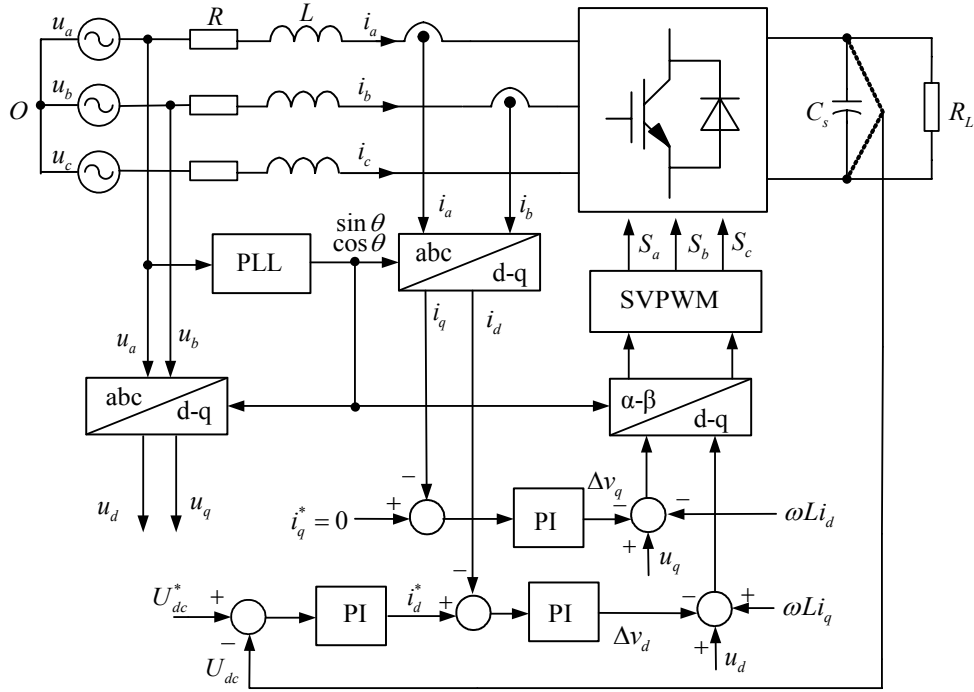 u_a R L i_a
u_b i_b
O C_s R_L
u_c i_c
i_a i_b
sin θ
cos θ
S_a S_b S_c
PLL
abc
d-q
SVPWM
i_q i_d
u_a u_b
abc
d-q
α-β
d-q
−
u_d u_q
Δv_q
i_q^* = 0 + PI − − ωLi_d
+ u_q
−
U_dc^* + PI i_d^* + PI − + ωLi_q
−
U_dc Δv_d + u_d